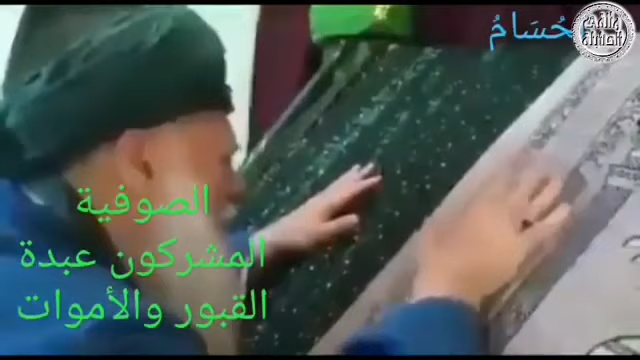 حُسَامُ
الصوفية
المشركون عبدة
القبور والأموات